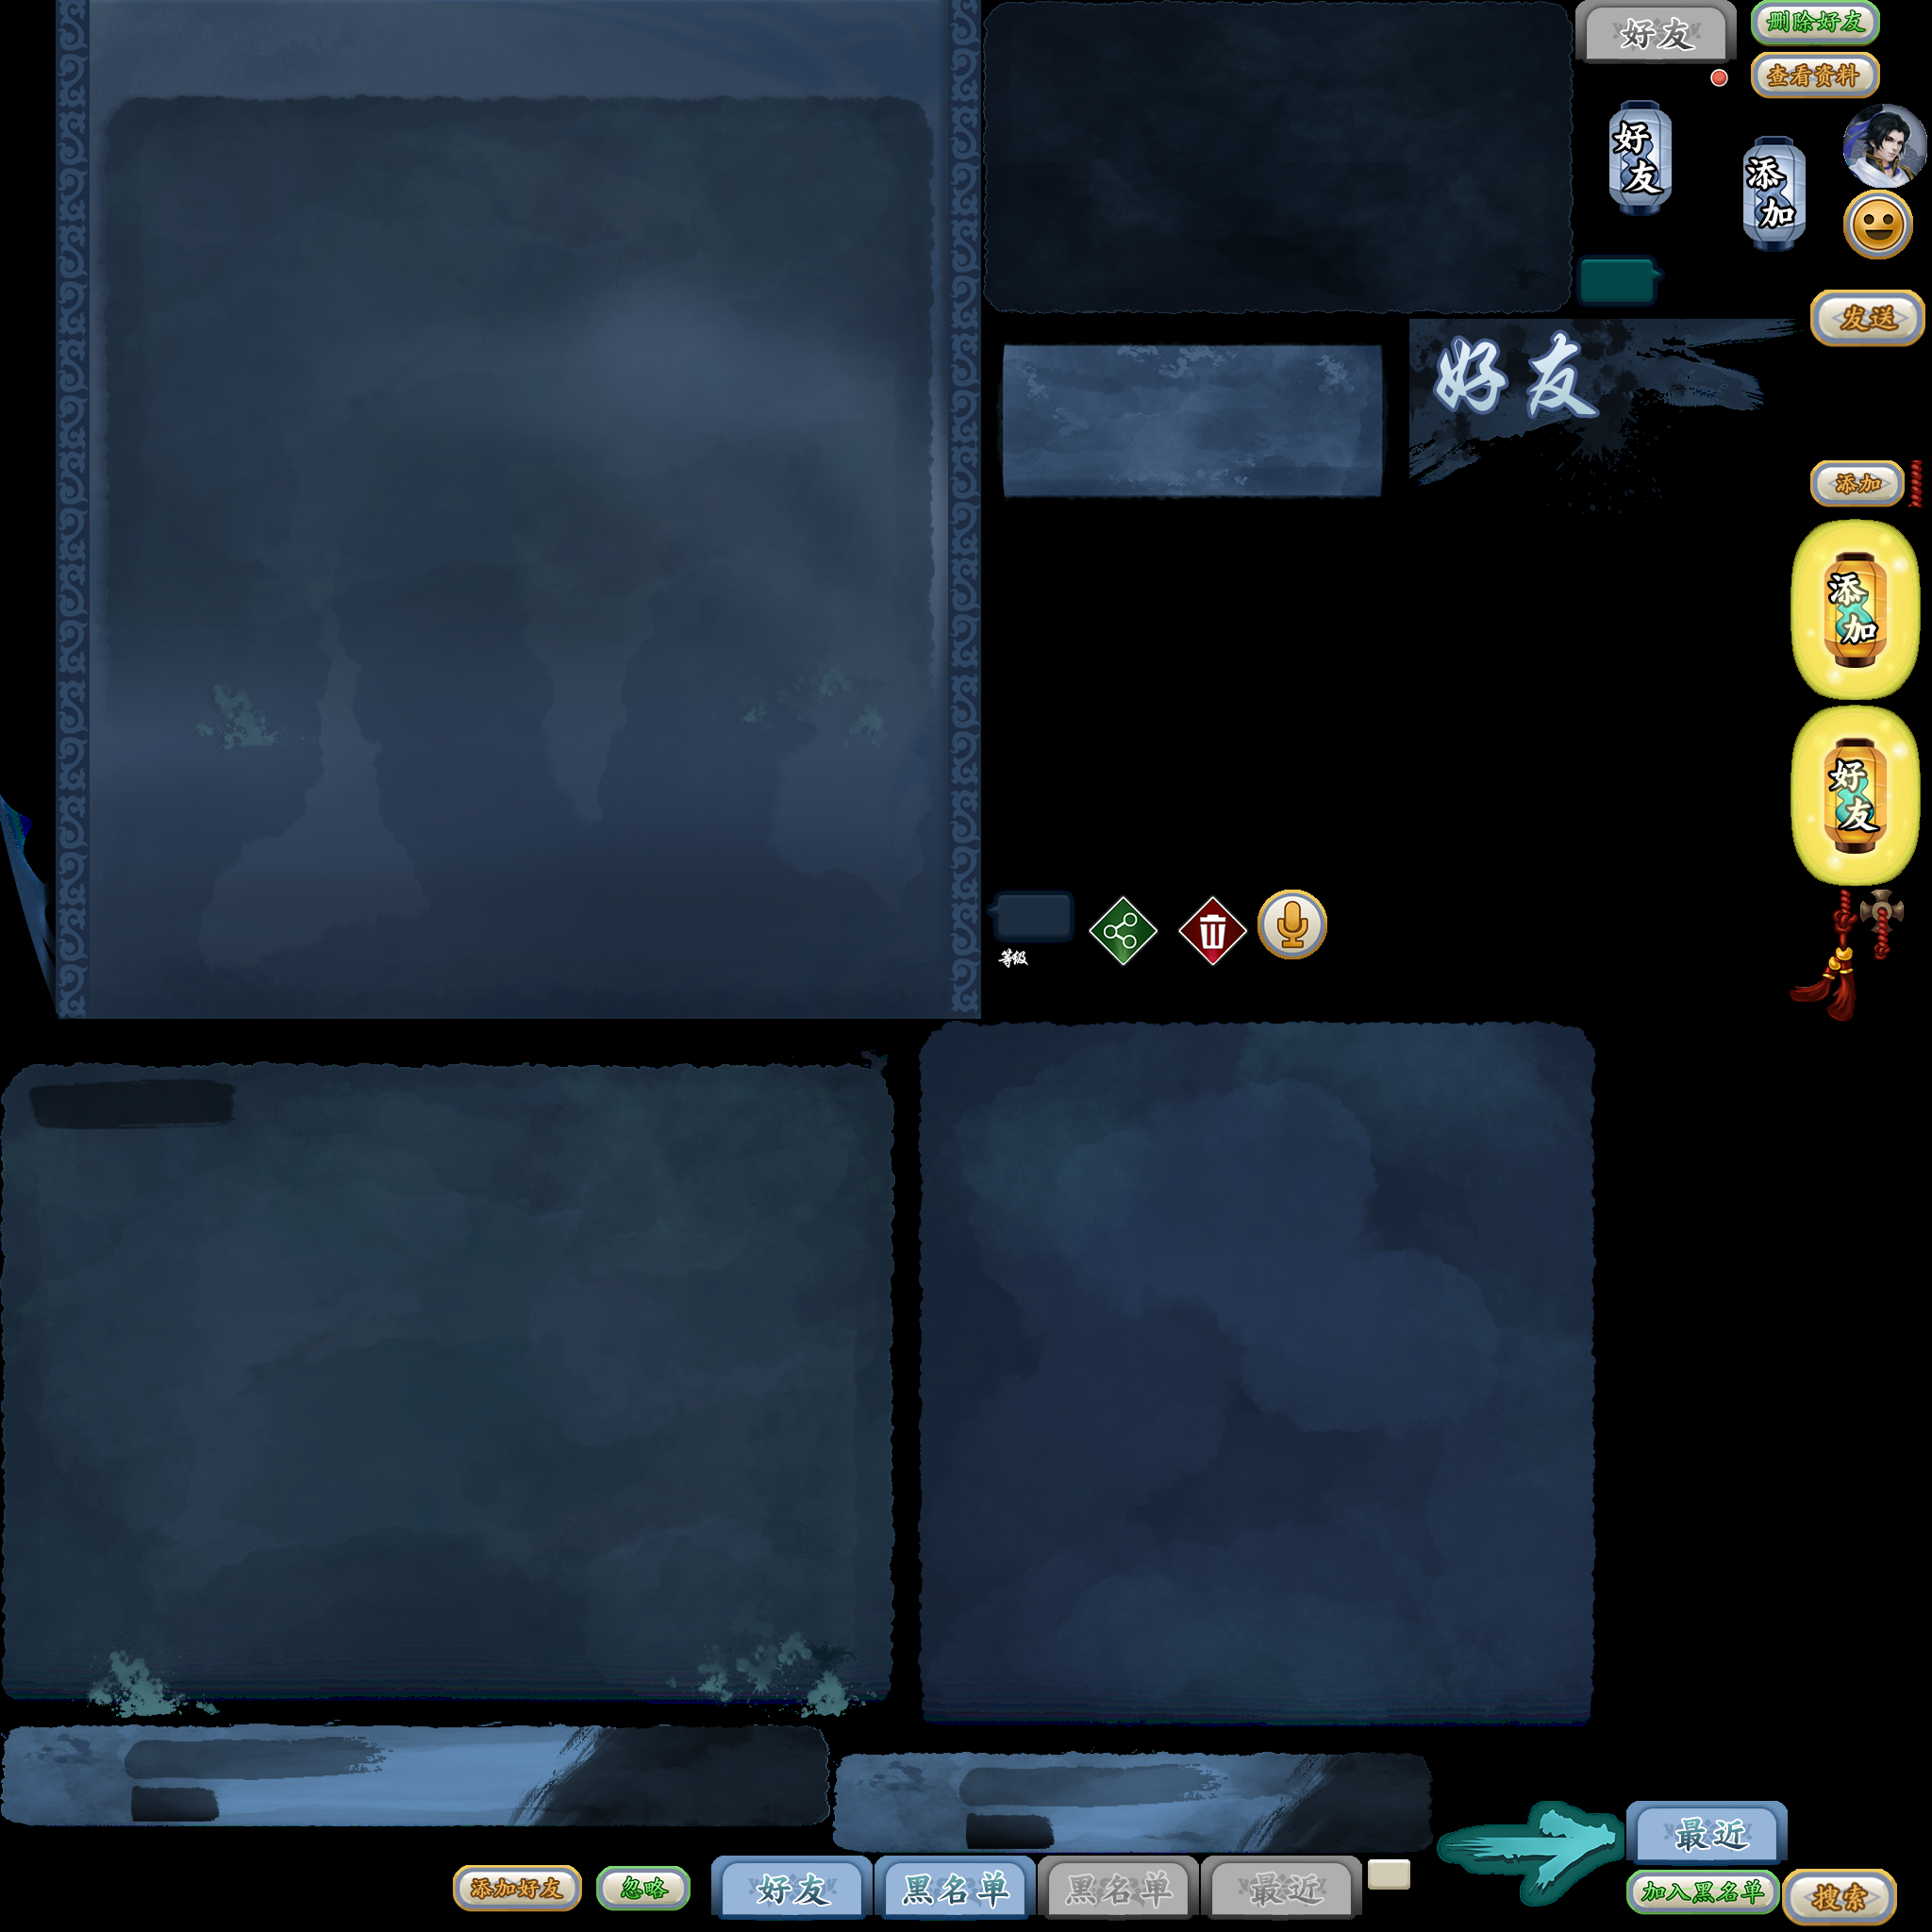 好友
删除好友
查看资料
好友
添加
发送
好友
添加
添加
好友
等级
最近
添加好友
忽略
好友
黑名单
黑名单
最近
加入黑名单
搜索